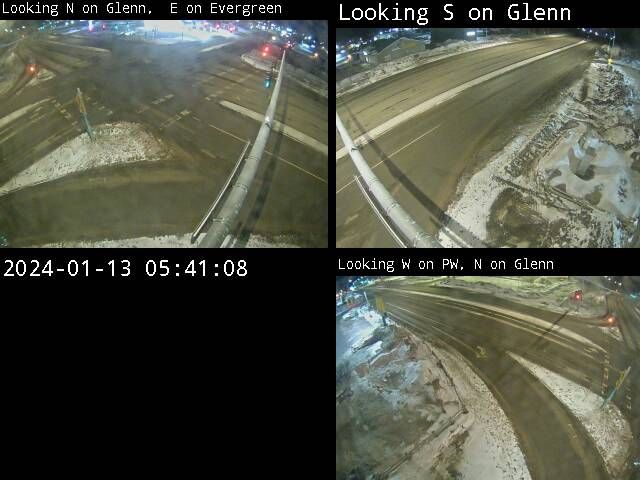 Looking N on Glenn,  E on Evergreen
Looking S on Glenn
2024-01-13 05:41:08
Looking W on PW, N on Glenn